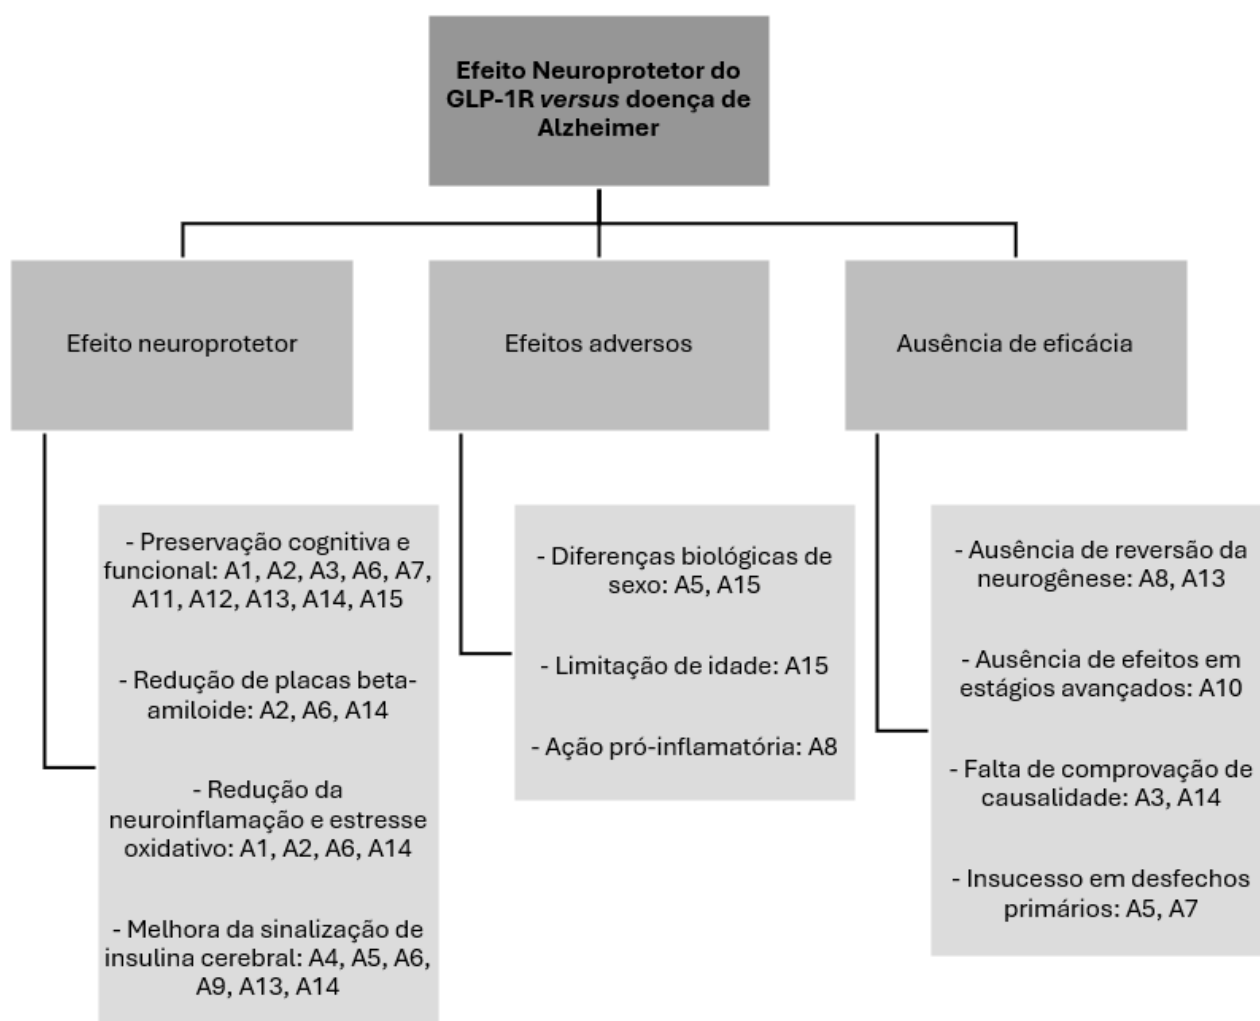 Efeito Neuroprotetor do
GLP-1R versus doença de
Alzheimer
Efeito neuroprotetor
Efeitos adversos
Ausência de eficácia
- Preservação cognitiva e
funcional: A1, A2, A3, A6, A7,
A11, A12, A13, A14, A15
- Redução de placas beta-
amiloide: A2, A6, A14
- Redução da
neuroinflamação e estresse
oxidativo: A1, A2, A6, A14
- Melhora da sinalização de
insulina cerebral: A4, A5, A6,
A9, A13, A14
- Diferenças biológicas de
sexo: A5, A15
- Limitação de idade: A15
- Ação pró-inflamatória: A8
- Ausência de reversão da
neurogênese: A8, A13
- Ausência de efeitos em
estágios avançados: A10
- Falta de comprovação de
causalidade: A3, A14
- Insucesso em desfechos
primários: A5, A7